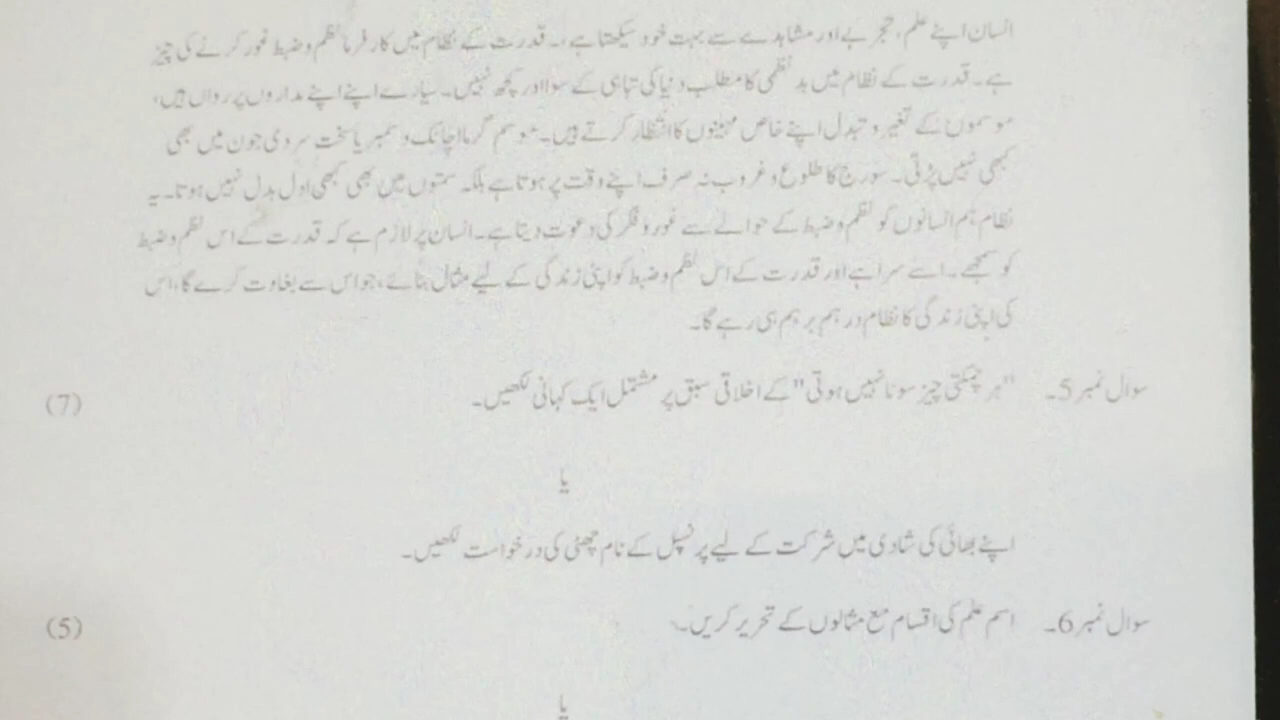 انسان اپنے علم، تجربے اور مشاہدے سے بہت خود سیکھتا ہے،۔ قدرت کے نظام میں کار فرما نظم و ضبط غور کرنے کی چیز
ہے۔ قدرت کے نظام میں بد نظمی کا مطلب دنیا کی تباہی کے سوا اور کچھ نہیں۔ سیارے اپنے اپنے مداروں پر رواں ہیں،
موسموں کے تغیر و تبدل اپنے خاص مہینوں کا انتظار کرتے ہیں۔ موسم گرما اچانک دسمبر یا سخت سردی جون میں بھی
کبھی نہیں پڑتی۔ سورج کا طلوع و غروب نہ صرف اپنے وقت پر ہوتا ہے بلکہ سمتوں میں بھی کبھی اول بدل نہیں ہوتا۔ یہ
نظام ہم انسانوں کو نظم و ضبط کے حوالے سے غور و فکر کی دعوت دیتا ہے۔ انسان پر لازم ہے کہ قدرت کے اس نظم و ضبط
کو سمجھے۔ اسے سراہے اور قدرت کے اس نظم و ضبط کو اپنی زندگی کے لیے مثال بنائے، جو اس سے بغاوت کرے گا، اس
کی اپنی زندگی کا نظام درہم برہم ہی رہے گا۔
سوال نمبر 5۔ "ہر چمکتی چیز سونا نہیں ہوتی" کے اخلاقی سبق پر مشتمل ایک کہانی لکھیں۔ (7)
یا
اپنے بھائی کی شادی میں شرکت کے لیے پرنسپل کے نام چھٹی کی درخواست لکھیں۔
سوال نمبر 6۔ اسم علم کی اقسام مع مثالوں کے تحریر کریں۔ (5)
یا